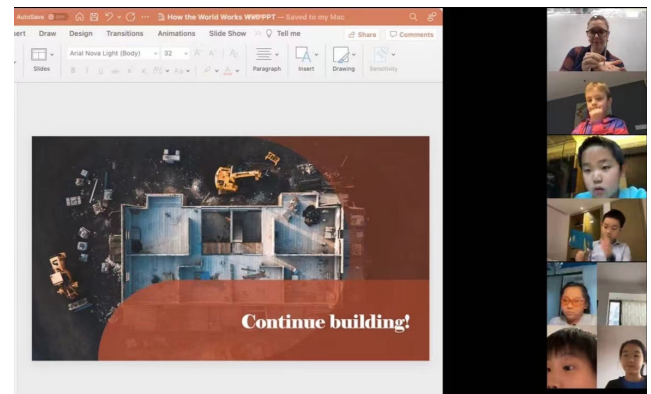 AutoSave
How the World Works WWPPT — Saved to my Mac
Draw Design Transitions Animations Slide Show Tell me
Share Comments
Arial Nova Light (Body) 32
Slides
Paragraph Insert Drawing Sensitivity
Continue building!